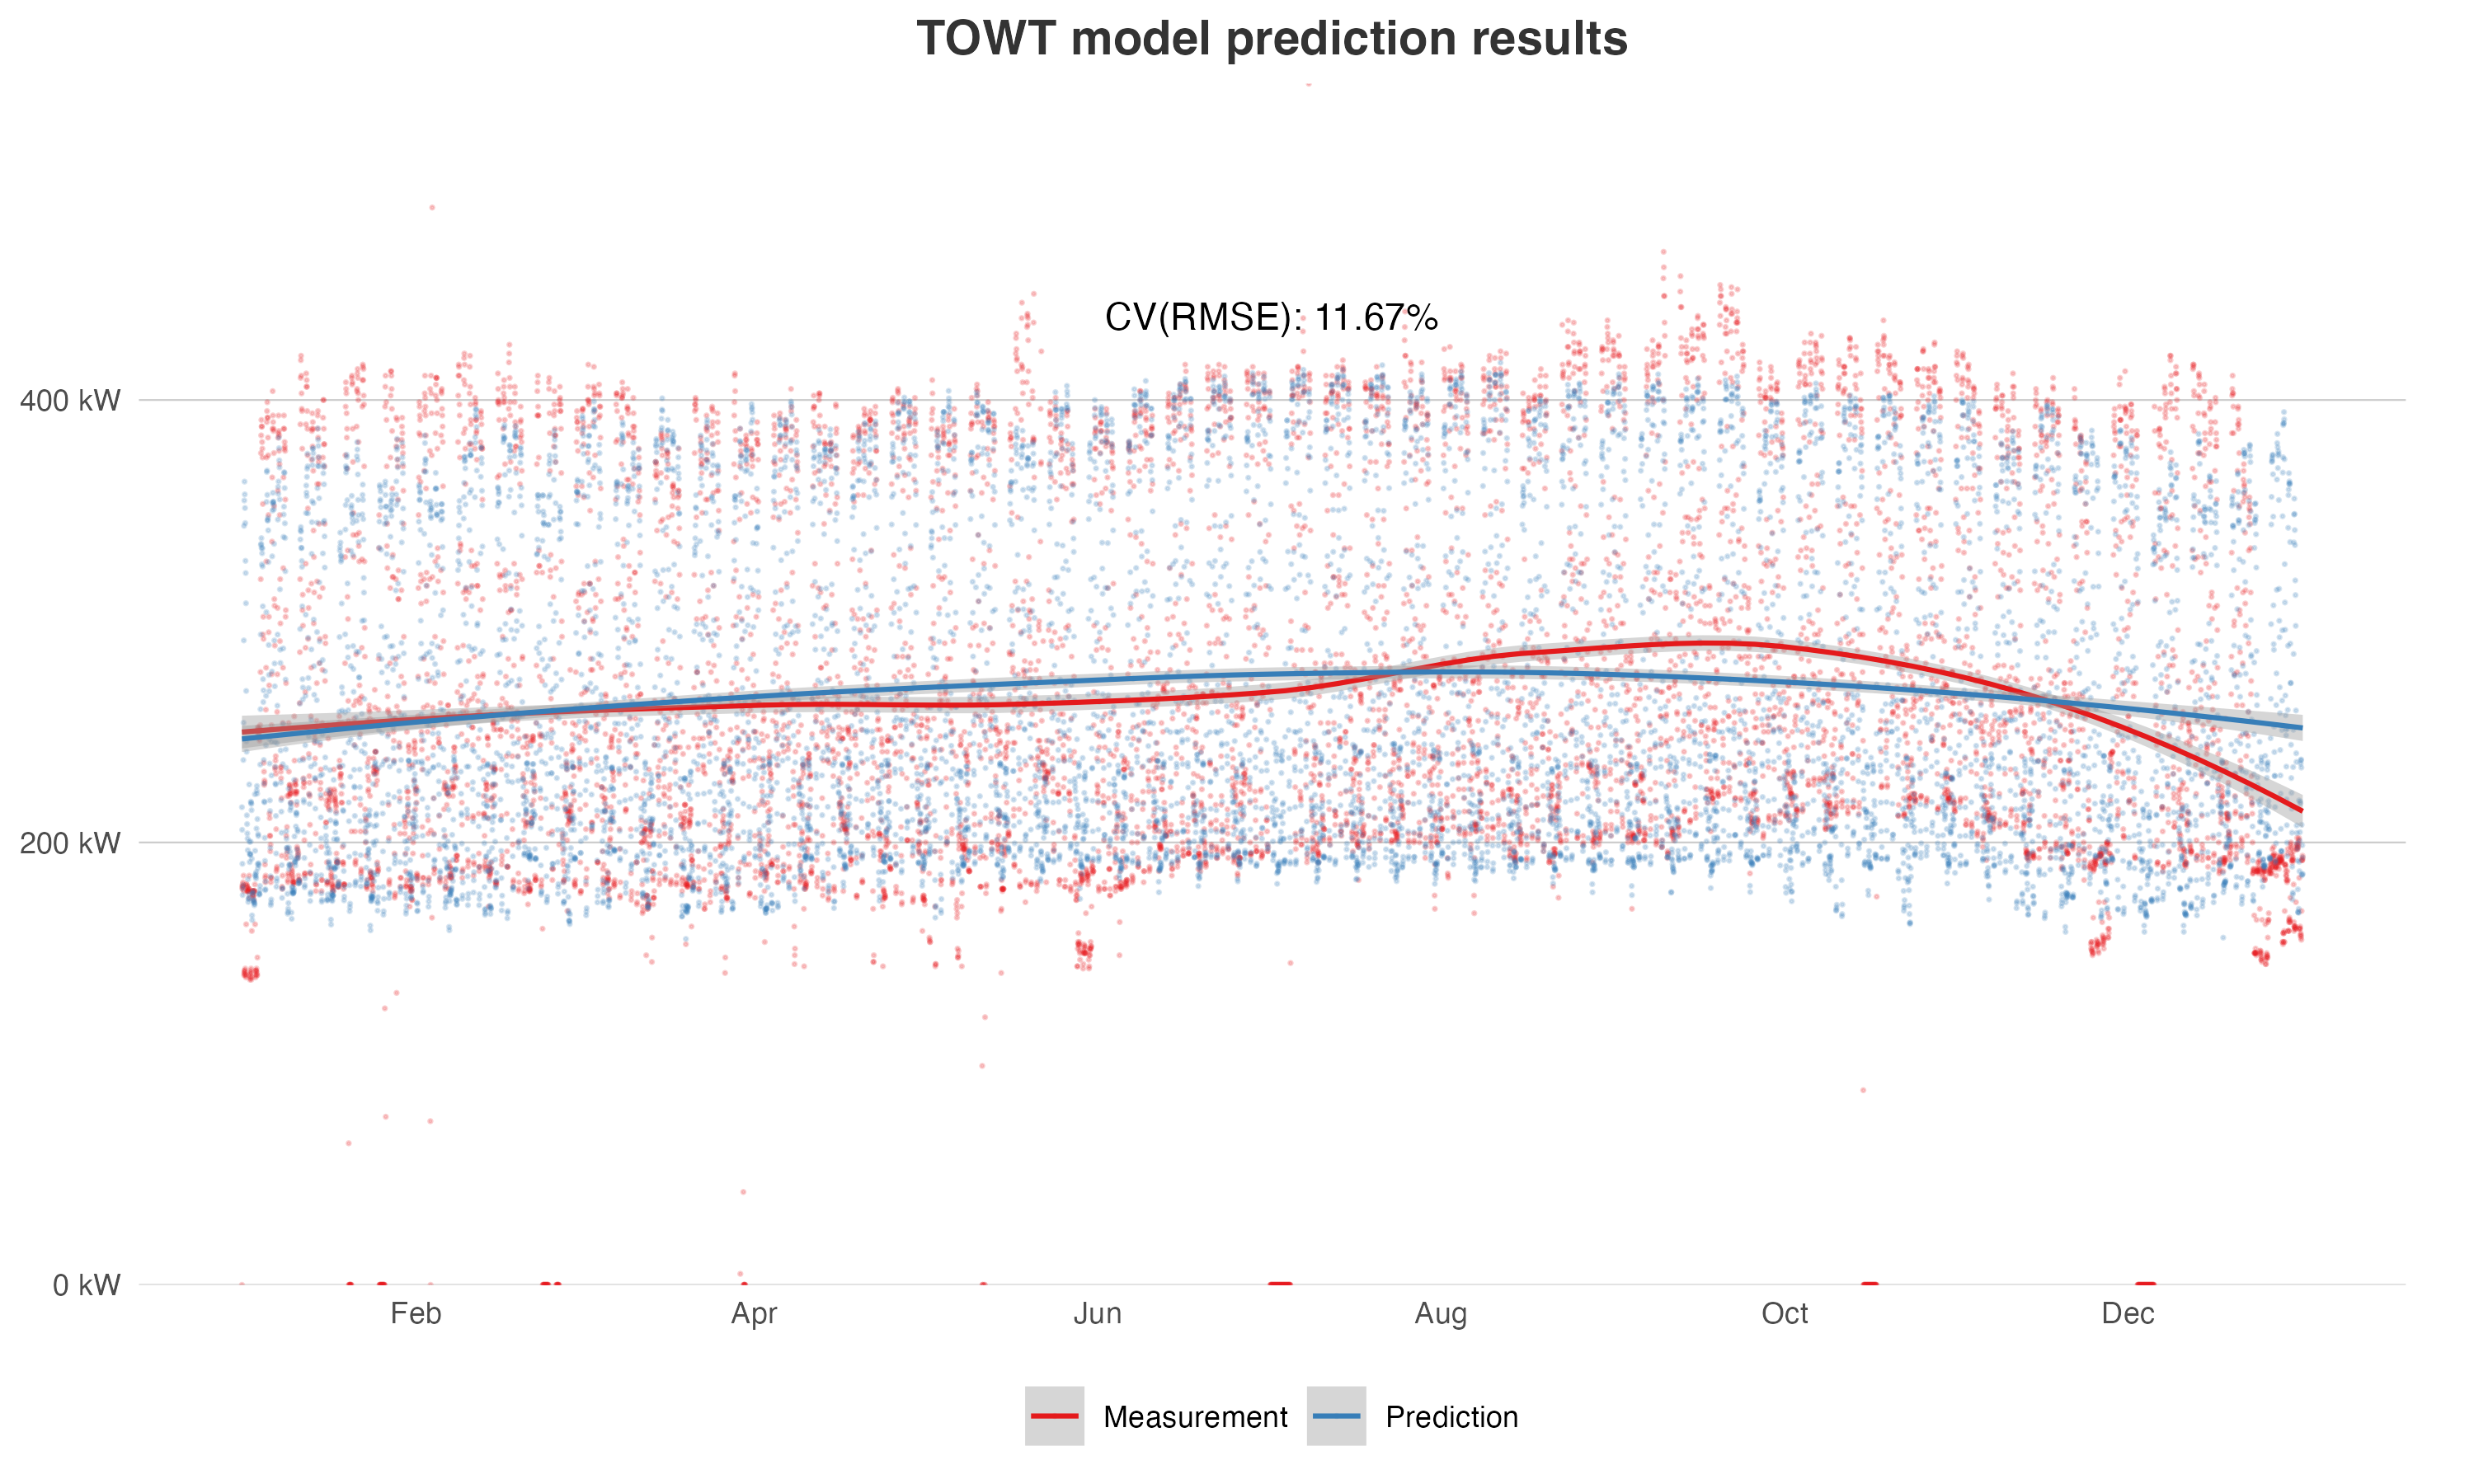 TOWT model prediction results
CV(RMSE): 11.67%
400 kW
200 kW
0 kW
Feb Apr Jun Aug Oct Dec
Measurement Prediction